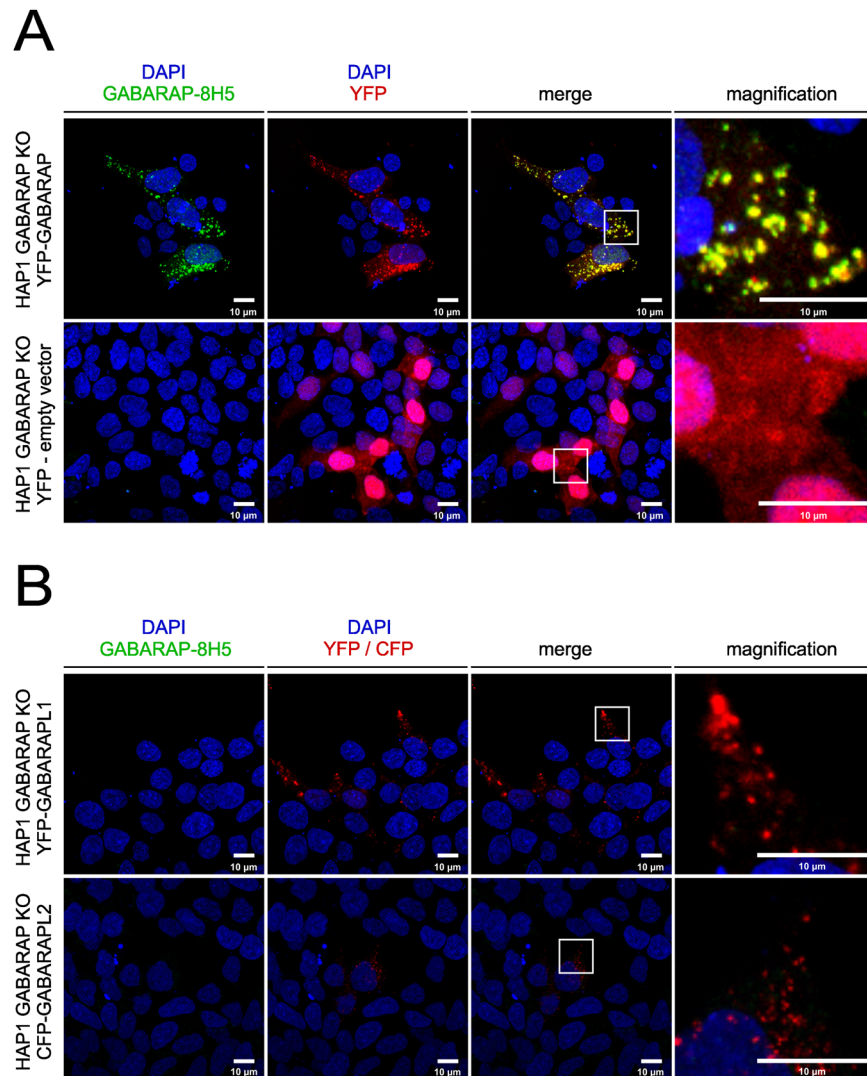 A
DAPI
GABARAP-8H5
DAPI
YFP
merge
magnification
HAP1 GABARAP KO
YFP-GABARAP
10 µm
10 µm
10 µm
10 µm
HAP1 GABARAP KO
YFP - empty vector
10 µm
10 µm
10 µm
10 µm
B
DAPI
GABARAP-8H5
DAPI
YFP / CFP
merge
magnification
HAP1 GABARAP KO
YFP-GABARAPL1
10 µm
10 µm
10 µm
10 µm
HAP1 GABARAP KO
CFP-GABARAPL2
10 µm
10 µm
10 µm
10 µm